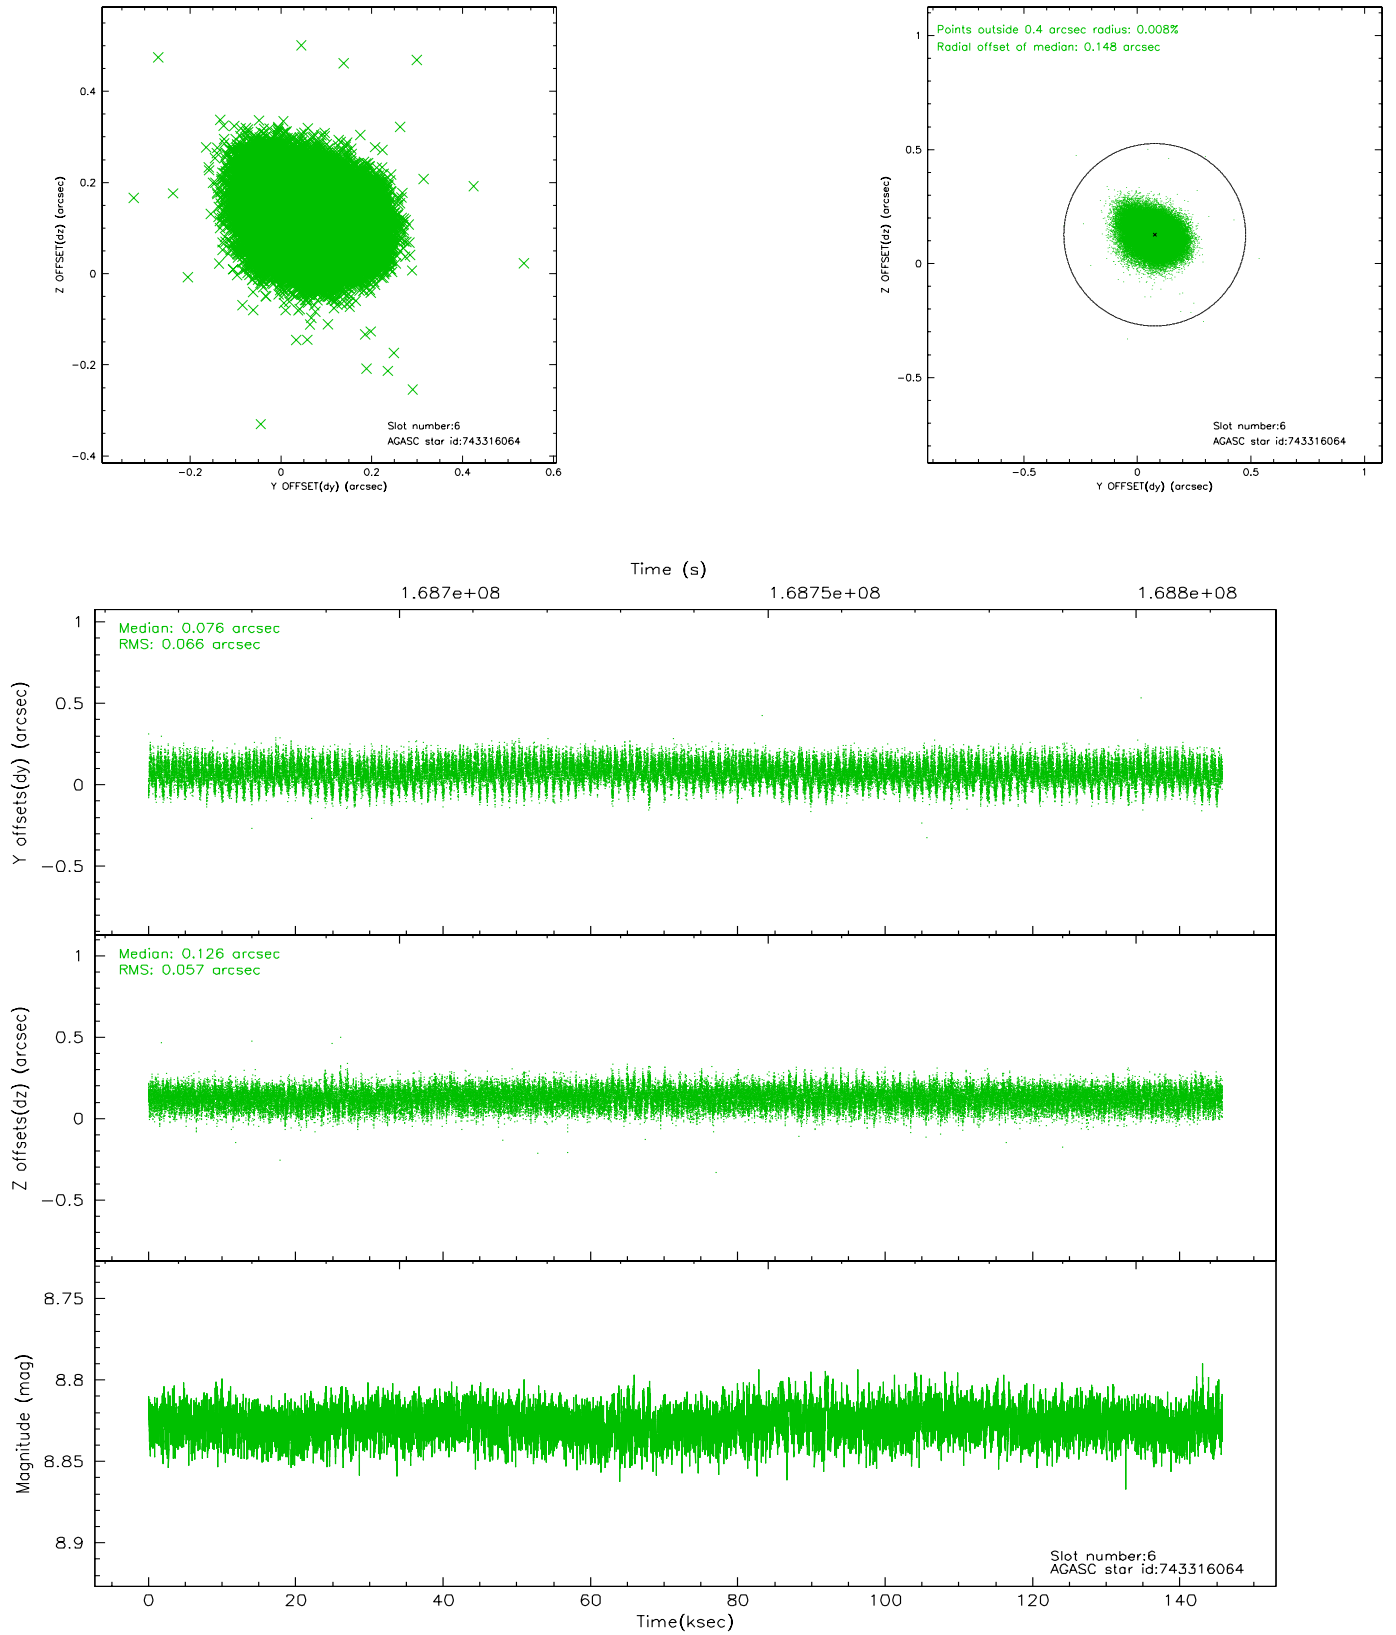 0.4
0.2
0
−0.2
−0.4
Z OFFSET(dz) (arcsec)
Slot number:6
AGASC star id:743316064
−0.2 0 0.2 0.4 0.6
Y OFFSET(dy) (arcsec)
Points outside 0.4 arcsec radius: 0.008%
Radial offset of median: 0.148 arcsec
1
0.5
0
−0.5
Z OFFSET(dz) (arcsec)
Slot number:6
AGASC star id:743316064
−0.5 0 0.5 1
Y OFFSET(dy) (arcsec)
Time (s)
1.687e+08 1.6875e+08 1.688e+08
Median: 0.076 arcsec
RMS: 0.066 arcsec
1
0.5
0
−0.5
Y offsets(dy) (arcsec)
Median: 0.126 arcsec
RMS: 0.057 arcsec
1
0.5
0
−0.5
Z offsets(dz) (arcsec)
8.75
8.8
8.85
8.9
Magnitude (mag)
Slot number:6
AGASC star id:743316064
0 20 40 60 80 100 120 140
Time(ksec)